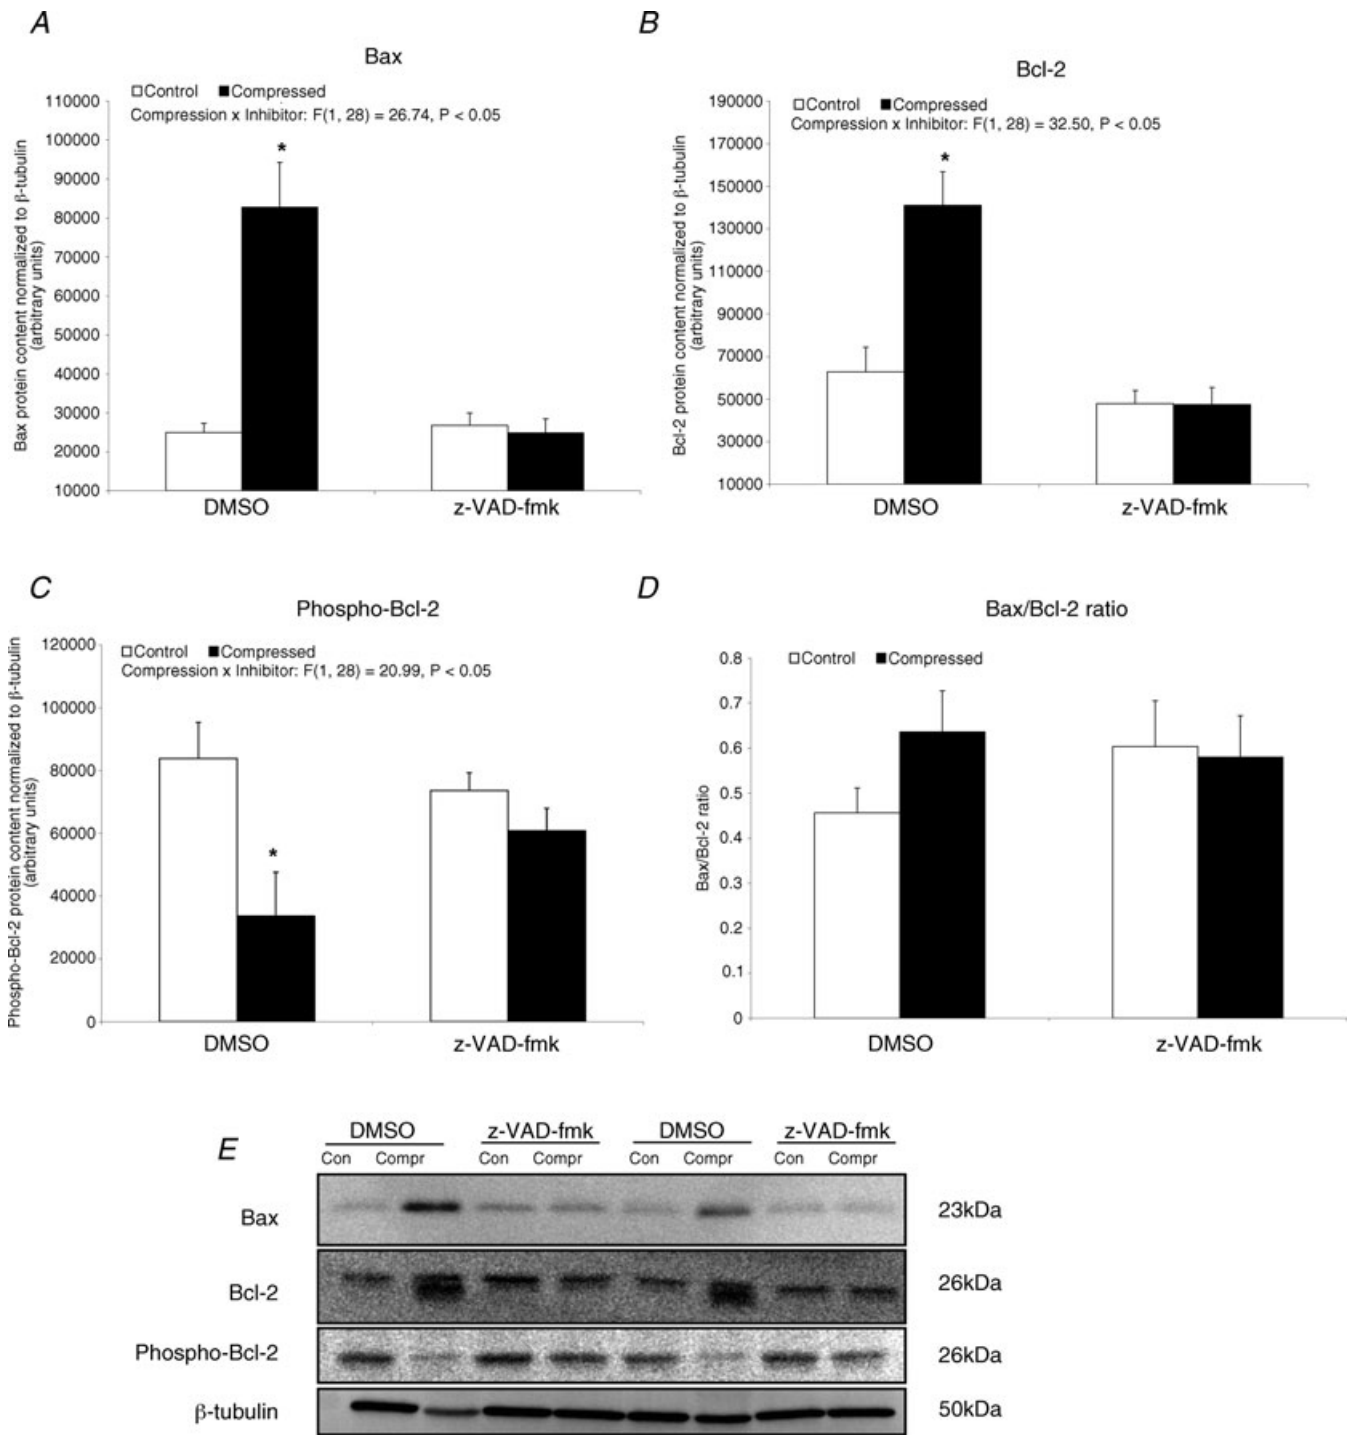 A
Bax
Control Compressed
Compression x Inhibitor: F(1, 28) = 26.74, P < 0.05
Bax protein content normalized to β-tubulin
(arbitrary units)
110000
100000
90000
80000
70000
60000
50000
40000
30000
20000
10000
*
DMSO z-VAD-fmk
B
Bcl-2
Control Compressed
Compression x Inhibitor: F(1, 28) = 32.50, P < 0.05
Bcl-2 protein content normalized to β-tubulin
(arbitrary units)
190000
170000
150000
130000
110000
90000
70000
50000
30000
10000
*
DMSO z-VAD-fmk
C
Phospho-Bcl-2
Control Compressed
Compression x Inhibitor: F(1, 28) = 20.99, P < 0.05
Phospho-Bcl-2 protein content normalized to β-tubulin
(arbitrary units)
120000
100000
80000
60000
40000
20000
0
*
DMSO z-VAD-fmk
D
Bax/Bcl-2 ratio
Control Compressed
Bax/Bcl-2 ratio
0.8
0.7
0.6
0.5
0.4
0.3
0.2
0.1
0
DMSO z-VAD-fmk
E
DMSO z-VAD-fmk DMSO z-VAD-fmk
Con Compr Con Compr Con Compr Con Compr
Bax 23kDa
Bcl-2 26kDa
Phospho-Bcl-2 26kDa
β-tubulin 50kDa